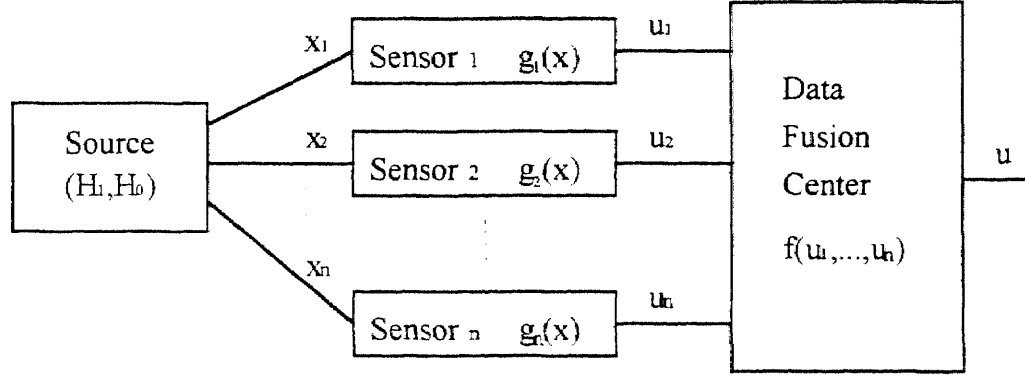 x₁
Sensor 1 g₁(x)
u₁
Source
(H₁,H₀)
x₂
Sensor 2 g₂(x)
u₂
xₙ
Sensor n gₙ(x)
uₙ
Data
Fusion
Center
f(u₁,...,uₙ)
u